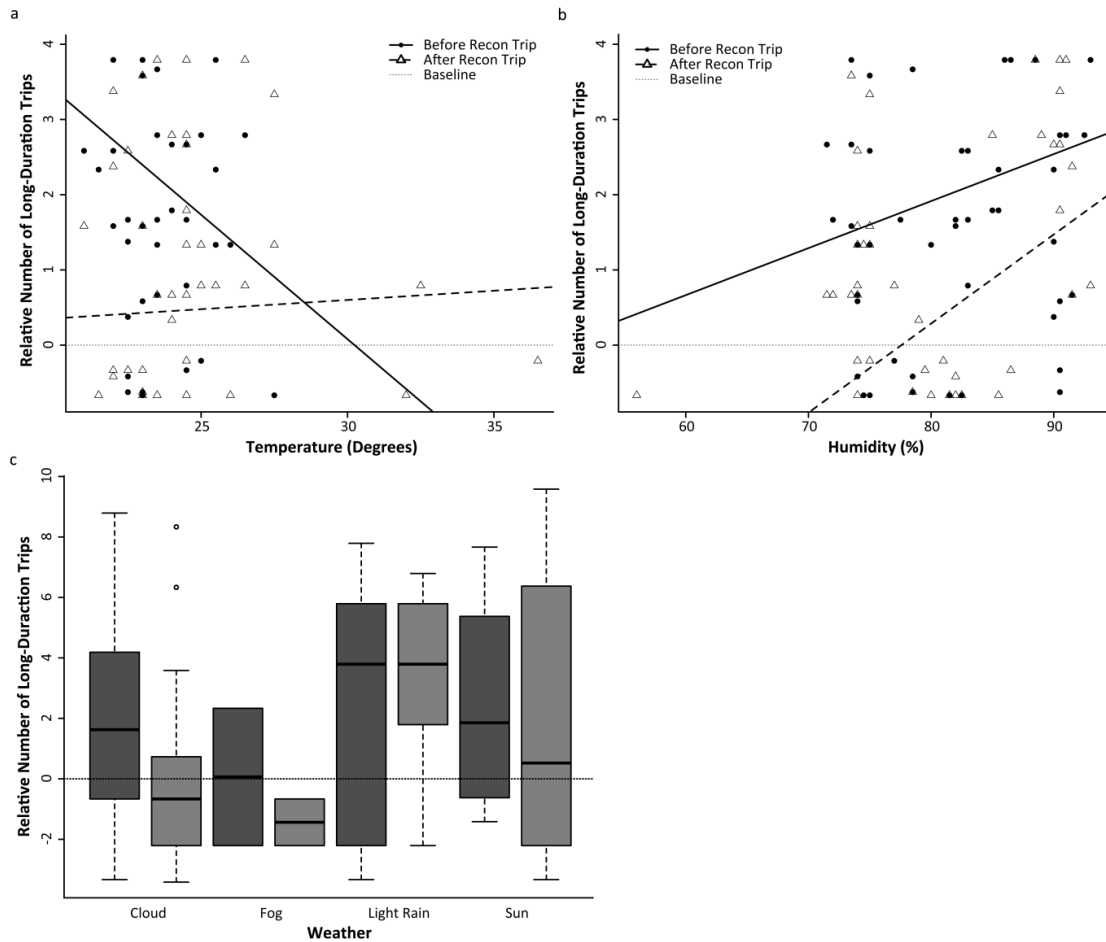 a
Relative Number of Long-Duration Trips
4
3
2
1
0
Before Recon Trip
After Recon Trip
Baseline
25
30
35
Temperature (Degrees)
b
Relative Number of Long-Duration Trips
4
3
2
1
0
Before Recon Trip
After Recon Trip
Baseline
60
70
80
90
Humidity (%)
c
Relative Number of Long-Duraction Trips
10
8
6
4
2
0
-2
Cloud
Fog
Light Rain
Sun
Weather